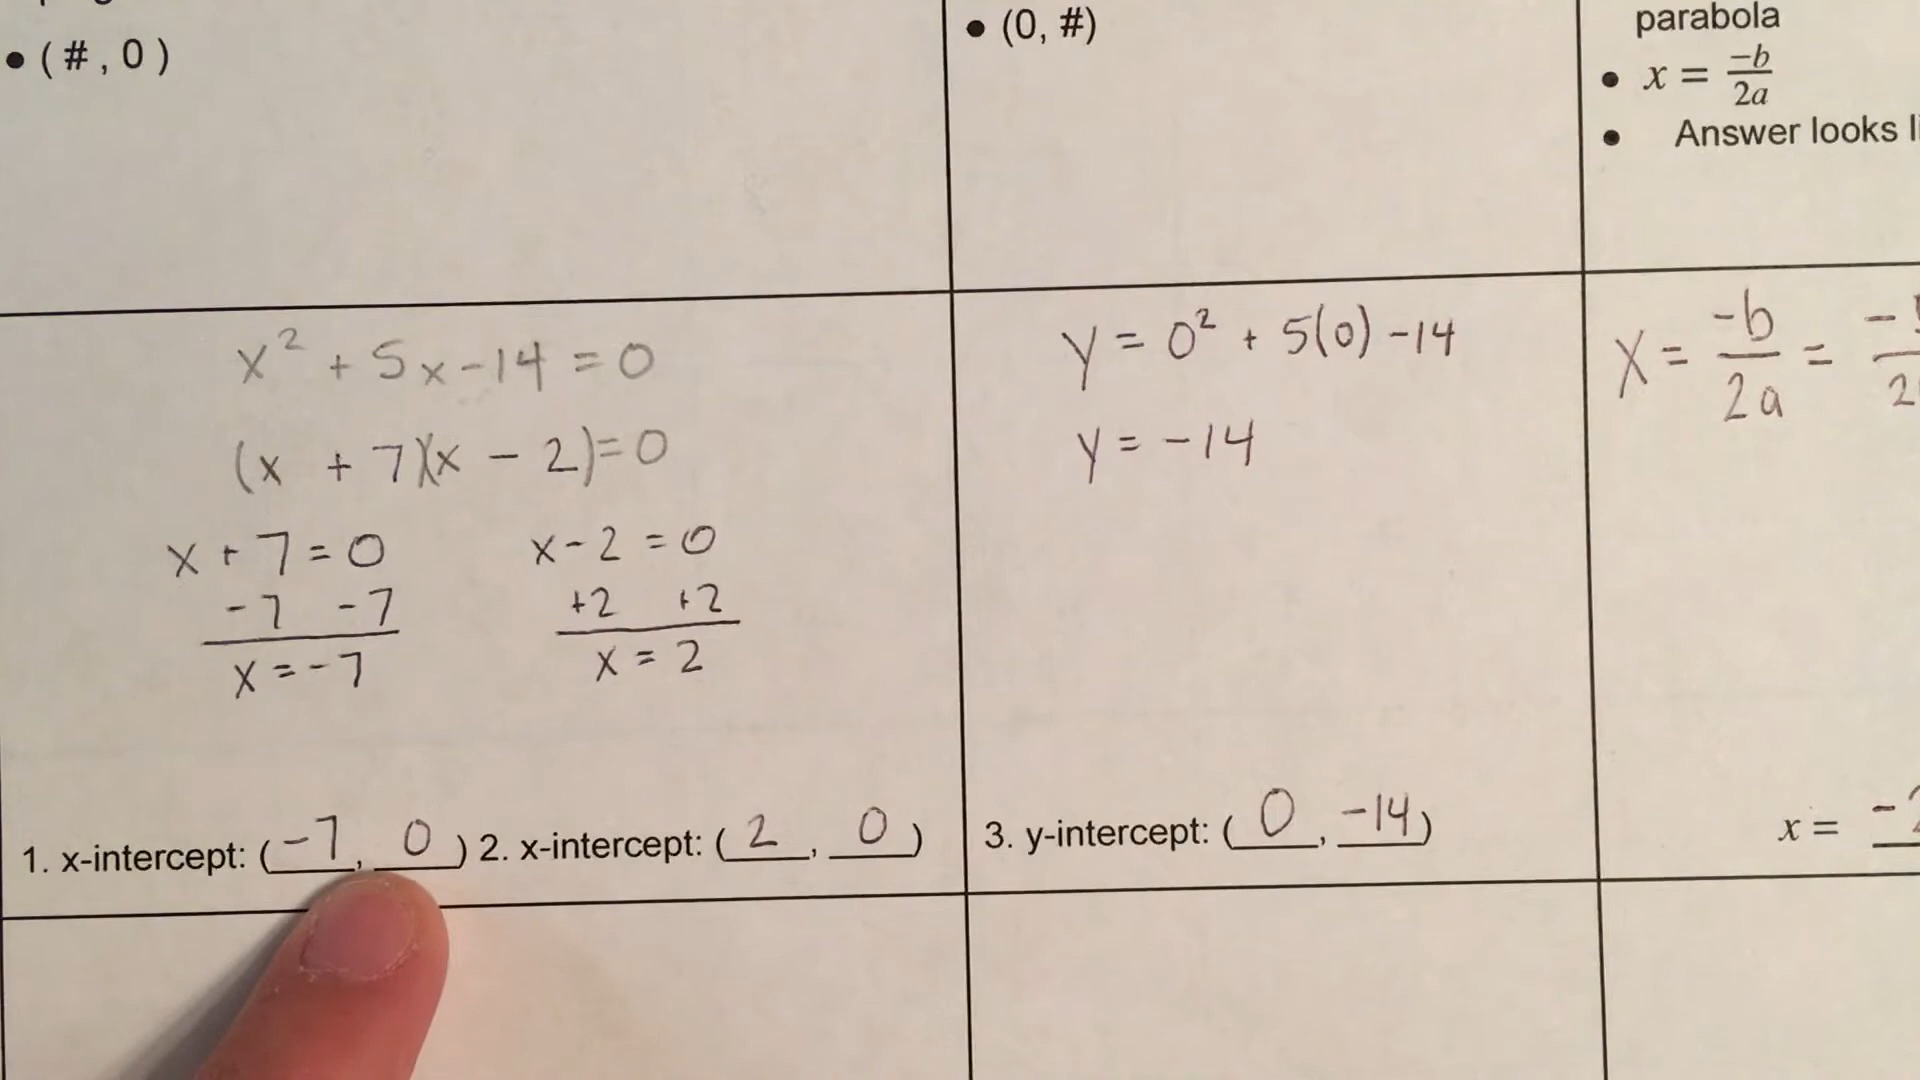 • ( # , 0 )
• (0, #)
parabola
• x = -b/2a
• Answer looks
x² + 5x - 14 = 0
(x + 7)(x - 2) = 0
x + 7 = 0
-7 -7
x = -7
x - 2 = 0
+2 +2
x = 2
1. x-intercept: (-7, 0) 2. x-intercept: (2, 0)
y = 0² + 5(0) - 14
y = -14
3. y-intercept: (0, -14)
x = -b/2a =
x =